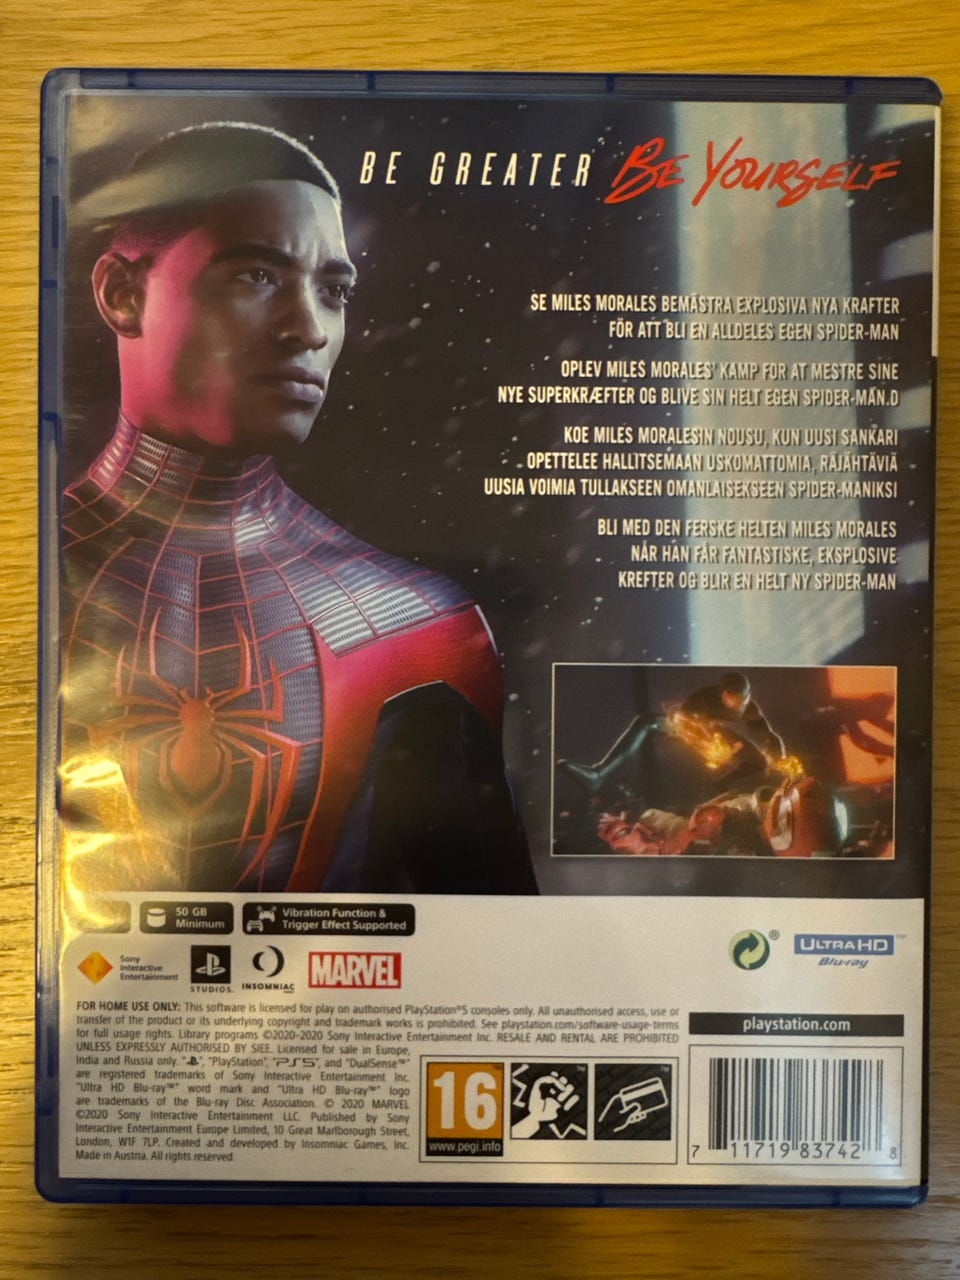 BE GREATER BE YOURSELF
SE MILES MORALES BEMÄSTRA EXPLOSIVA NYA KRAFTER
FÖR ATT BLI EN ALLDELES EGEN SPIDER-MAN
OPLEV MILES MORALES' KAMP FOR AT MESTRE SINE
NYE SUPERKRÆFTER OG BLIVE SIN HELT EGEN SPIDER-MAN.D
KOE MILES MORALESIN NOUSU, KUN UUSI SANKARI
OPETTELEE HALLITSEMAAN USKOMATTOMIA, RÄJÄHTÄVIÄ
UUSIA VOIMIA TULLAKSEEN OMANLAISEKSEEN SPIDER-MANIKSI
BLI MED DEN FERSKE HELTEN MILES MORALES
NÅR HAN FÅR FANTASTISKE, EKSPLOSIVE
KREFTER OG BLIR EN HELT NY SPIDER-MAN
50 GB
Minimum
Vibration Function &
Trigger Effect Supported
Sony
Interactive
Entertainment
STUDIOS
INSOMNIAC
MARVEL
ULTRA HD™
Blu-ray
FOR HOME USE ONLY: This software is licensed for play on authorised PlayStation®5 consoles only. All unauthorised access, use or
transfer of the product or its underlying copyright and trademark works is prohibited. See playstation.com/software-usage-terms
for full usage rights. Library programs ©2020-2020 Sony Interactive Entertainment Inc. RESALE AND RENTAL ARE PROHIBITED
UNLESS EXPRESSLY AUTHORISED BY SIEE. Licensed for sale in Europe,
India and Russia only. "PS", "PlayStation", "PS5", and "DualSense™"
are registered trademarks of Sony Interactive Entertainment Inc.
"Ultra HD Blu-ray™" word mark and "Ultra HD Blu-ray™" logo
are trademarks of the Blu-ray Disc Association. © 2020 MARVEL
©2020 Sony Interactive Entertainment LLC. Published by Sony
Interactive Entertainment Europe Limited, 10 Great Marlborough Street,
London, W1F 7LP. Created and developed by Insomniac Games, Inc.
Made in Austria. All rights reserved.
16
www.pegi.info
playstation.com
7 11719 83742 8